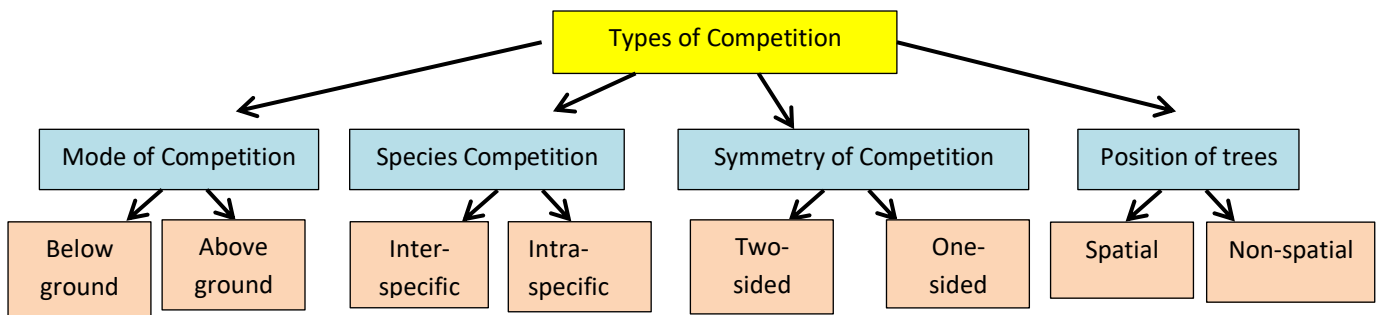 Types of Competition
Mode of Competition
Species Competition
Symmetry of Competition
Position of trees
Below
ground
Above
ground
Inter-
specific
Intra-
specific
Two-
sided
One-
sided
Spatial
Non-spatial